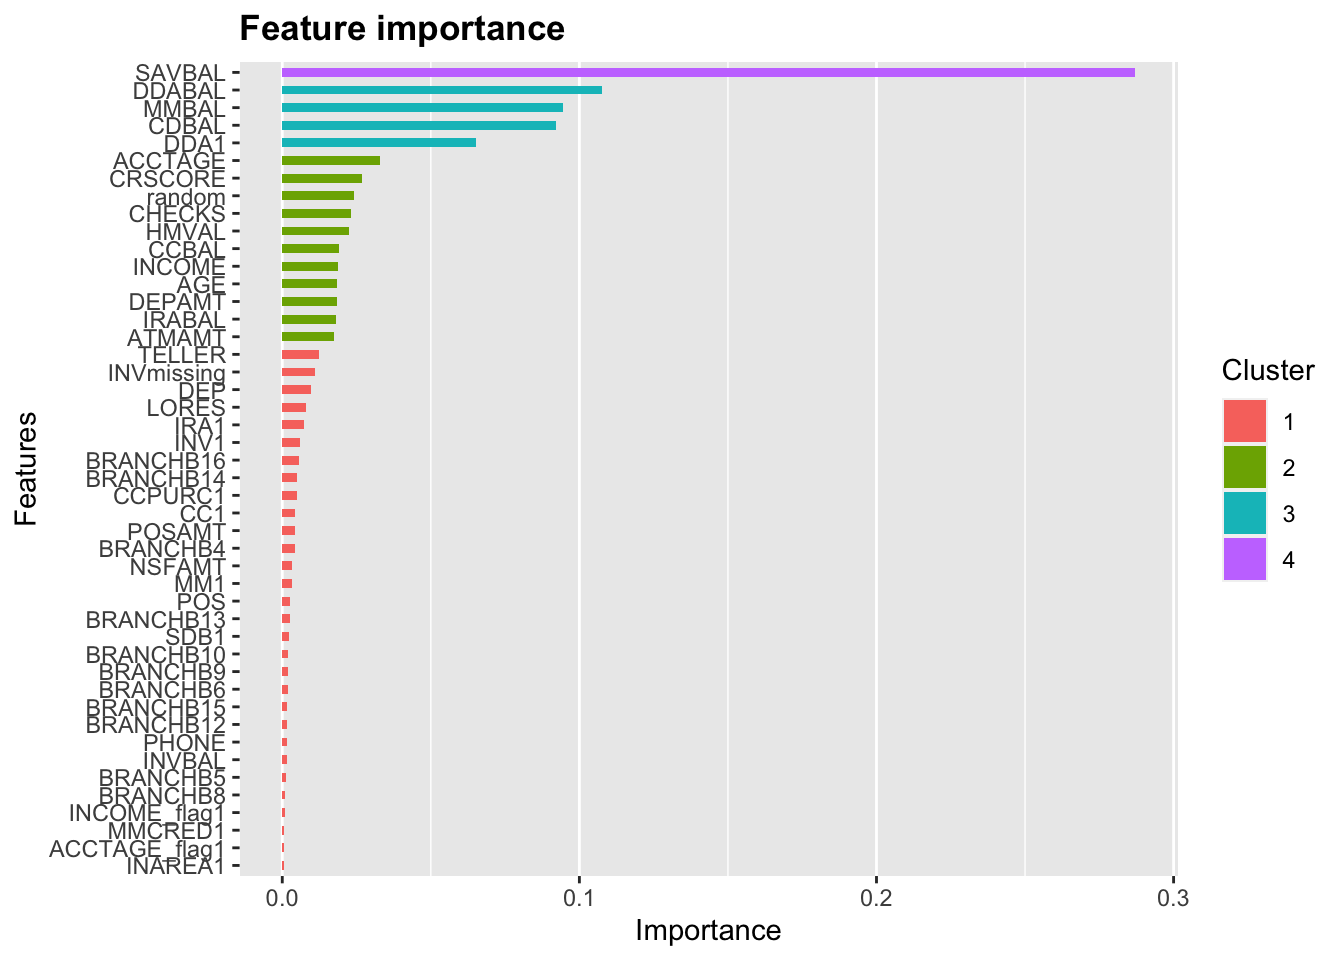 Feature importance
SAVBAL
DDABAL
MMBAL
CDBAL
DDA1
ACCTAGE
CRSCORE
random
CHECKS
HMVAL
CCBAL
INCOME
AGE
DEPAMT
IRABAL
ATMAMT
TELLER
INVmissing
DEP
LORES
IRA1
INV1
BRANCHB16
BRANCHB14
CCPURC1
CC1
POSAMT
BRANCHB4
NSFAMT
MM1
POS
BRANCHB13
SDB1
BRANCHB10
BRANCHB9
BRANCHB6
BRANCHB15
BRANCHB12
PHONE
INVBAL
BRANCHB5
BRANCHB8
INCOME_flag1
MMCRED1
ACCTAGE_flag1
INAREA1
Features
0.0 0.1 0.2 0.3
Importance
Cluster
1
2
3
4